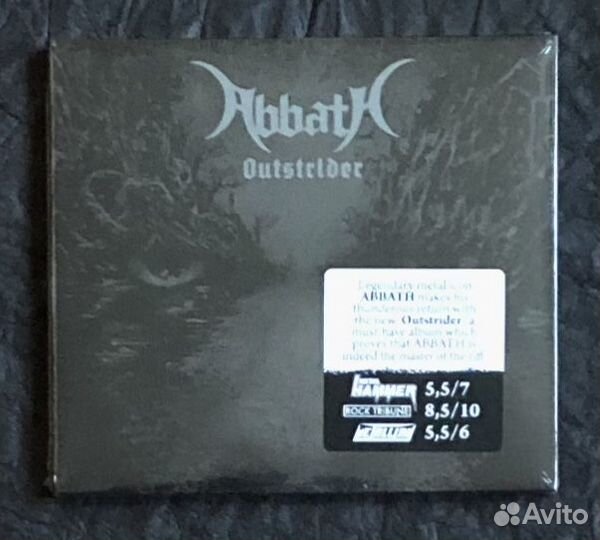 Abbath
Outstrider
Legendary metal icon
ABBATH makes his
thunderous return with
the new "Outstrider" a
must have album which
proves that ABBATH is
indeed the master of the riff
HAMMER 5,5/7
ROCK TRIBUNE 8,5/10
5,5/6
Avito